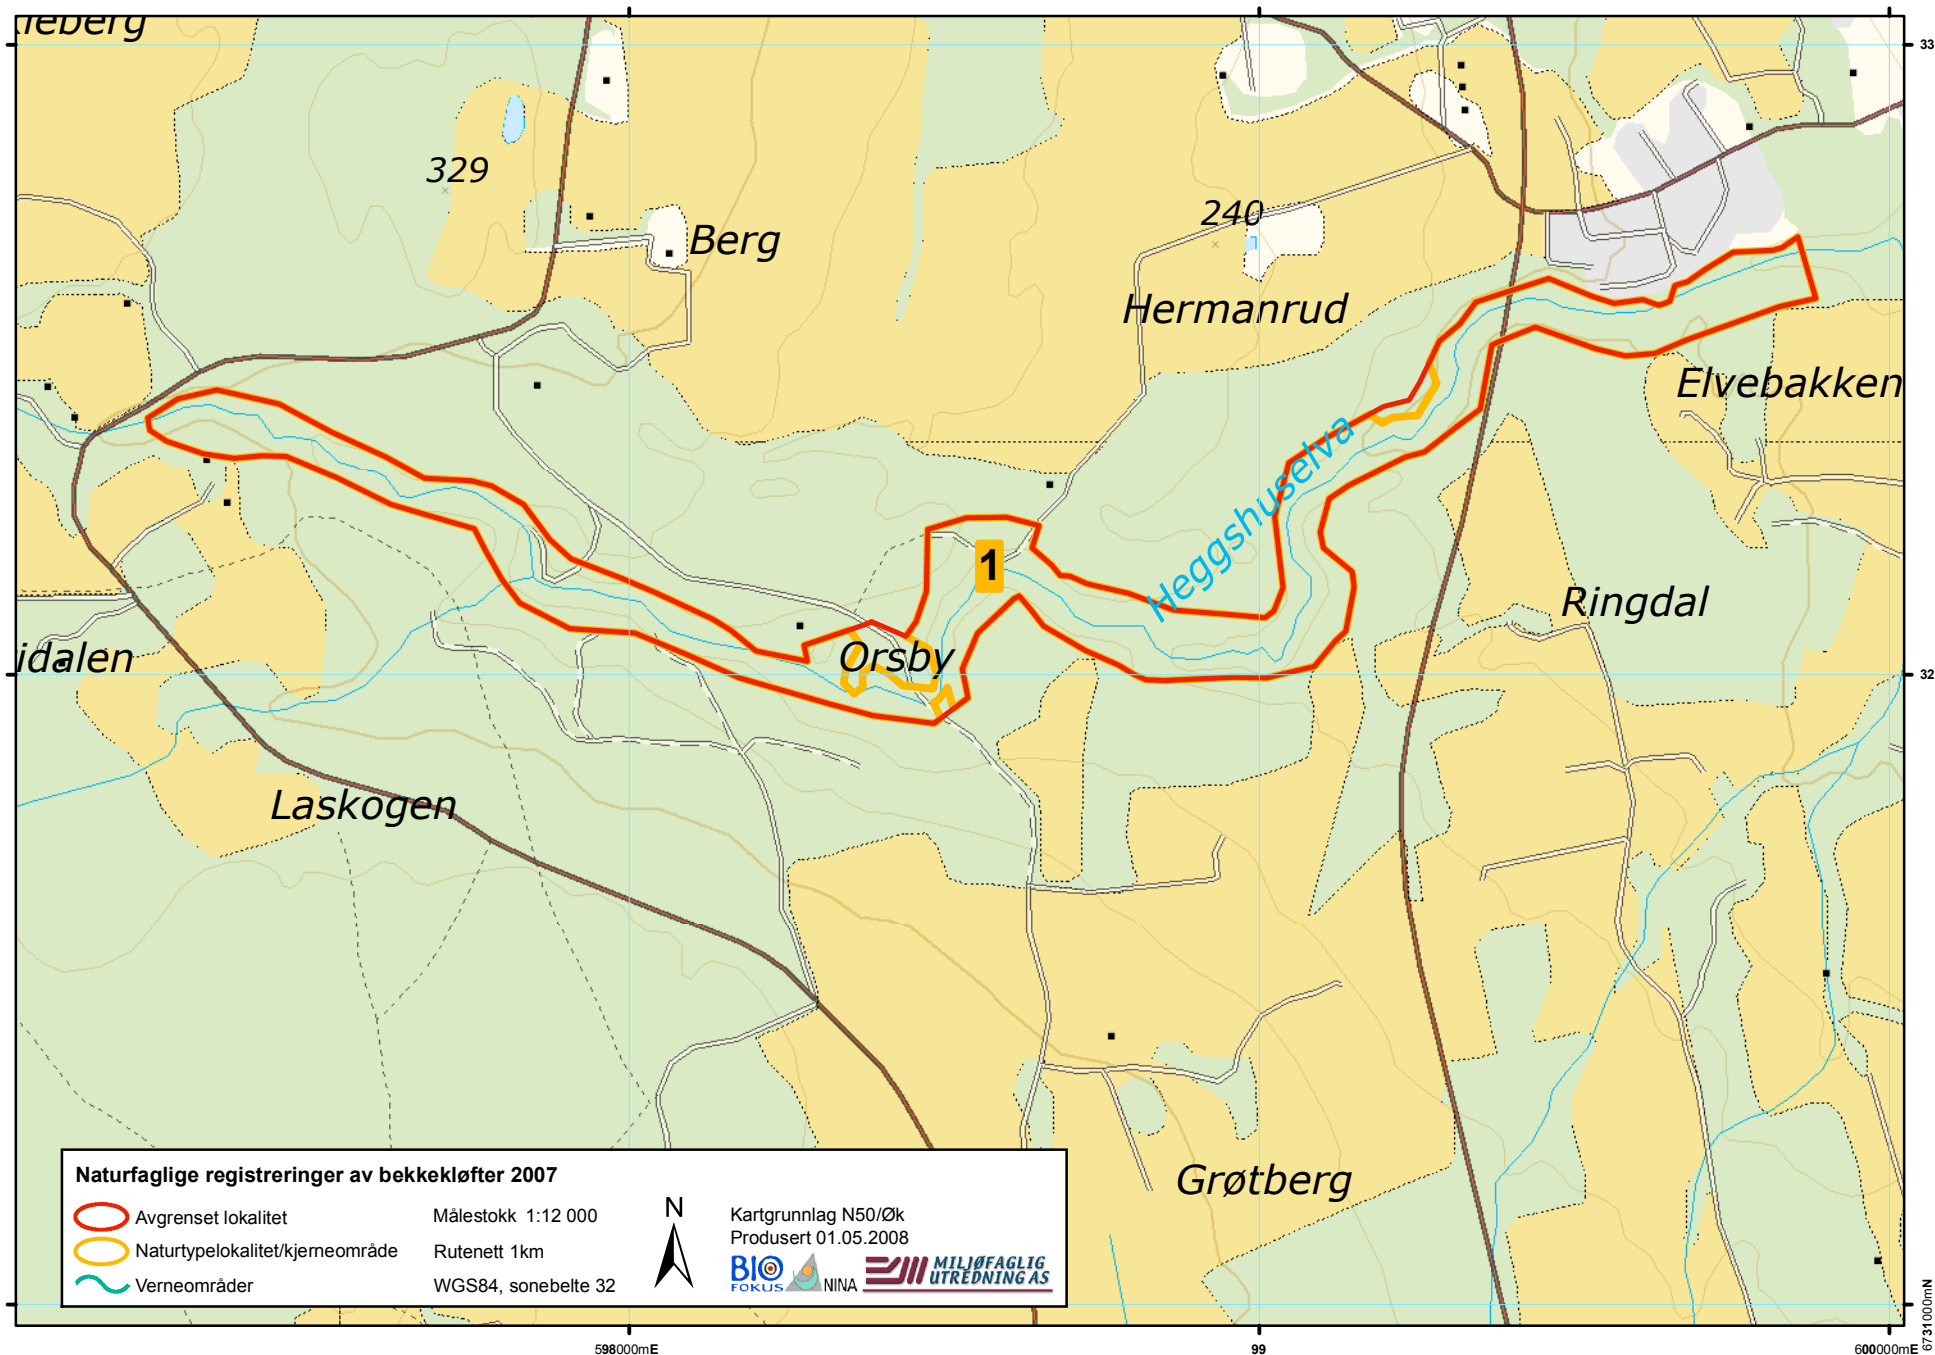 kleberg
33
329
240
Berg
Hermanrud
Elvebakken
Heggshuselva
1
Ringdal
idalen
Orsby
32
Laskogen
Grøtberg
Naturfaglige registreringer av bekkekløfter 2007
Avgrenset lokalitet
Naturtypelokalitet/kjerneområde
Verneområder
Målestokk 1:12 000
Rutenett 1km
WGS84, sonebelte 32
N
Kartgrunnlag N50/Øk
Produsert 01.05.2008
BIO
FOKUS
NINA
MILJØFAGLIG
UTREDNING AS
598000mE
99
600000mE
6731000mN